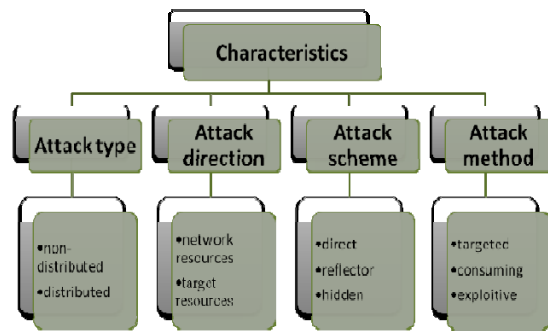 Characteristics
Attack type
Attack
direction
Attack
scheme
Attack
method
•non-
distributed
•distributed
•network
resources
•target
resources
•direct
•reflector
•hidden
•targeted
•consuming
•exploitive